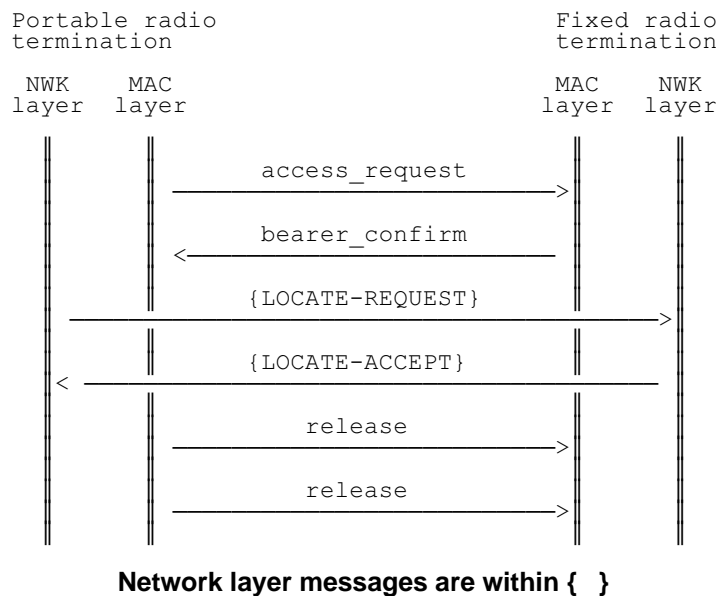 Portable radio termination
Fixed radio termination
NWK layer
MAC layer
MAC layer
NWK layer
access_request
bearer_confirm
{LOCATE-REQUEST}
{LOCATE-ACCEPT}
release
release
Network layer messages are within { }